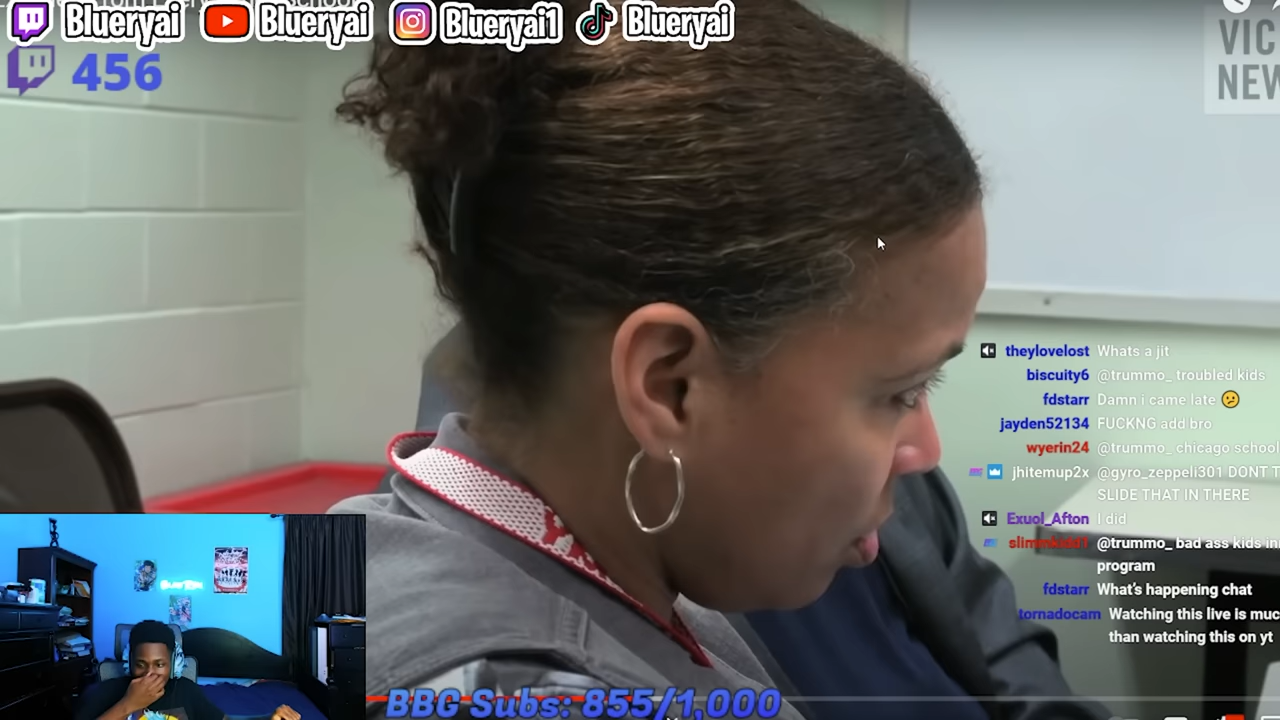 Blueryai Blueryai Blueryai1 Blueryai
456
VIC
NEW
theylovelost Whats a jit
biscuity6 @trummo_ troubled kids
fdstarr Damn i came late 😕
jayden52134 FUCKNG add bro
wyerin24 @trummo_ chicago school
jhitemup2x @gyro_zeppeli301 DONT T
SLIDE THAT IN THERE
Exuol_Afton I did
@trummo_ bad ass kids in
program
fdstarr What's happening chat
tornadocam Watching this live is muc
than watching this on yt
BBG Subs: 855/1,000